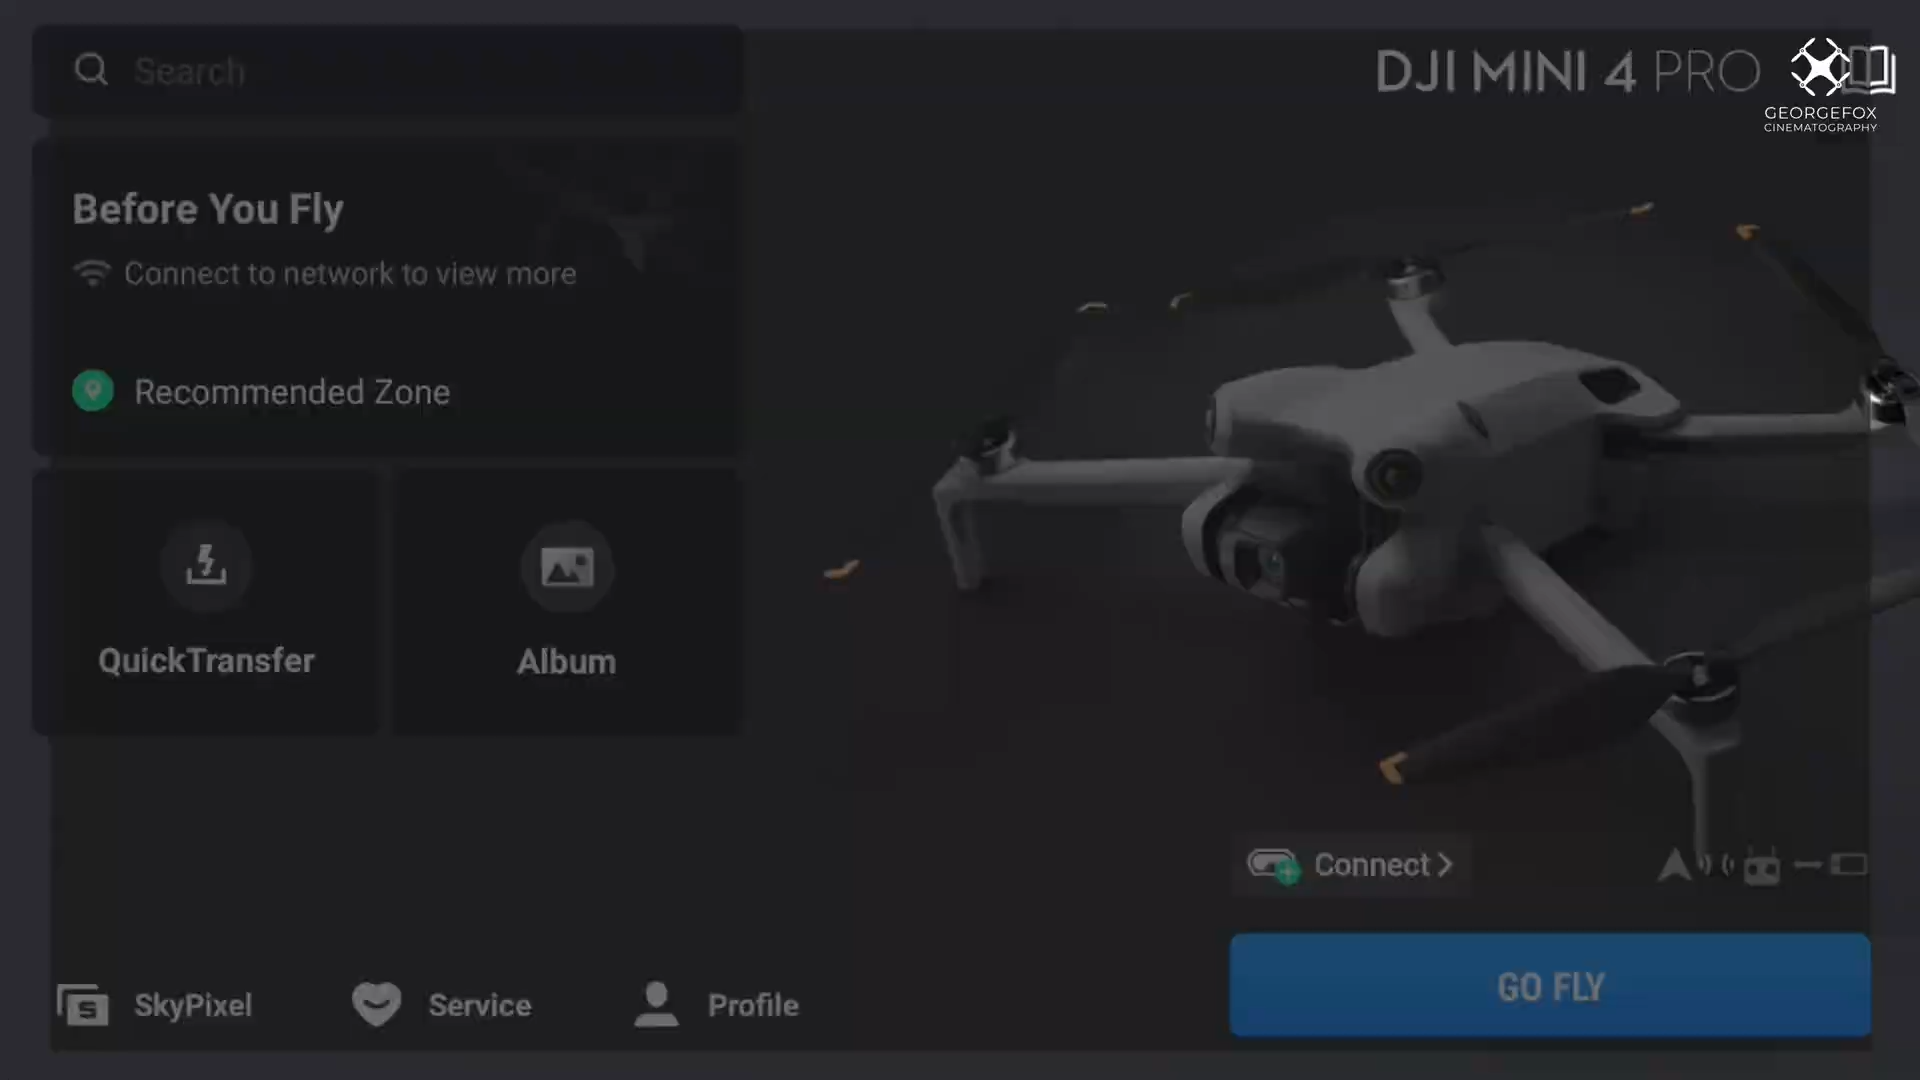 Search
DJI MINI 4 PRO
GEORGEFOX
CINEMATOGRAPHY
Before You Fly
Connect to network to view more
Recommended Zone
QuickTransfer
Album
Connect
SkyPixel
Service
Profile
GO FLY